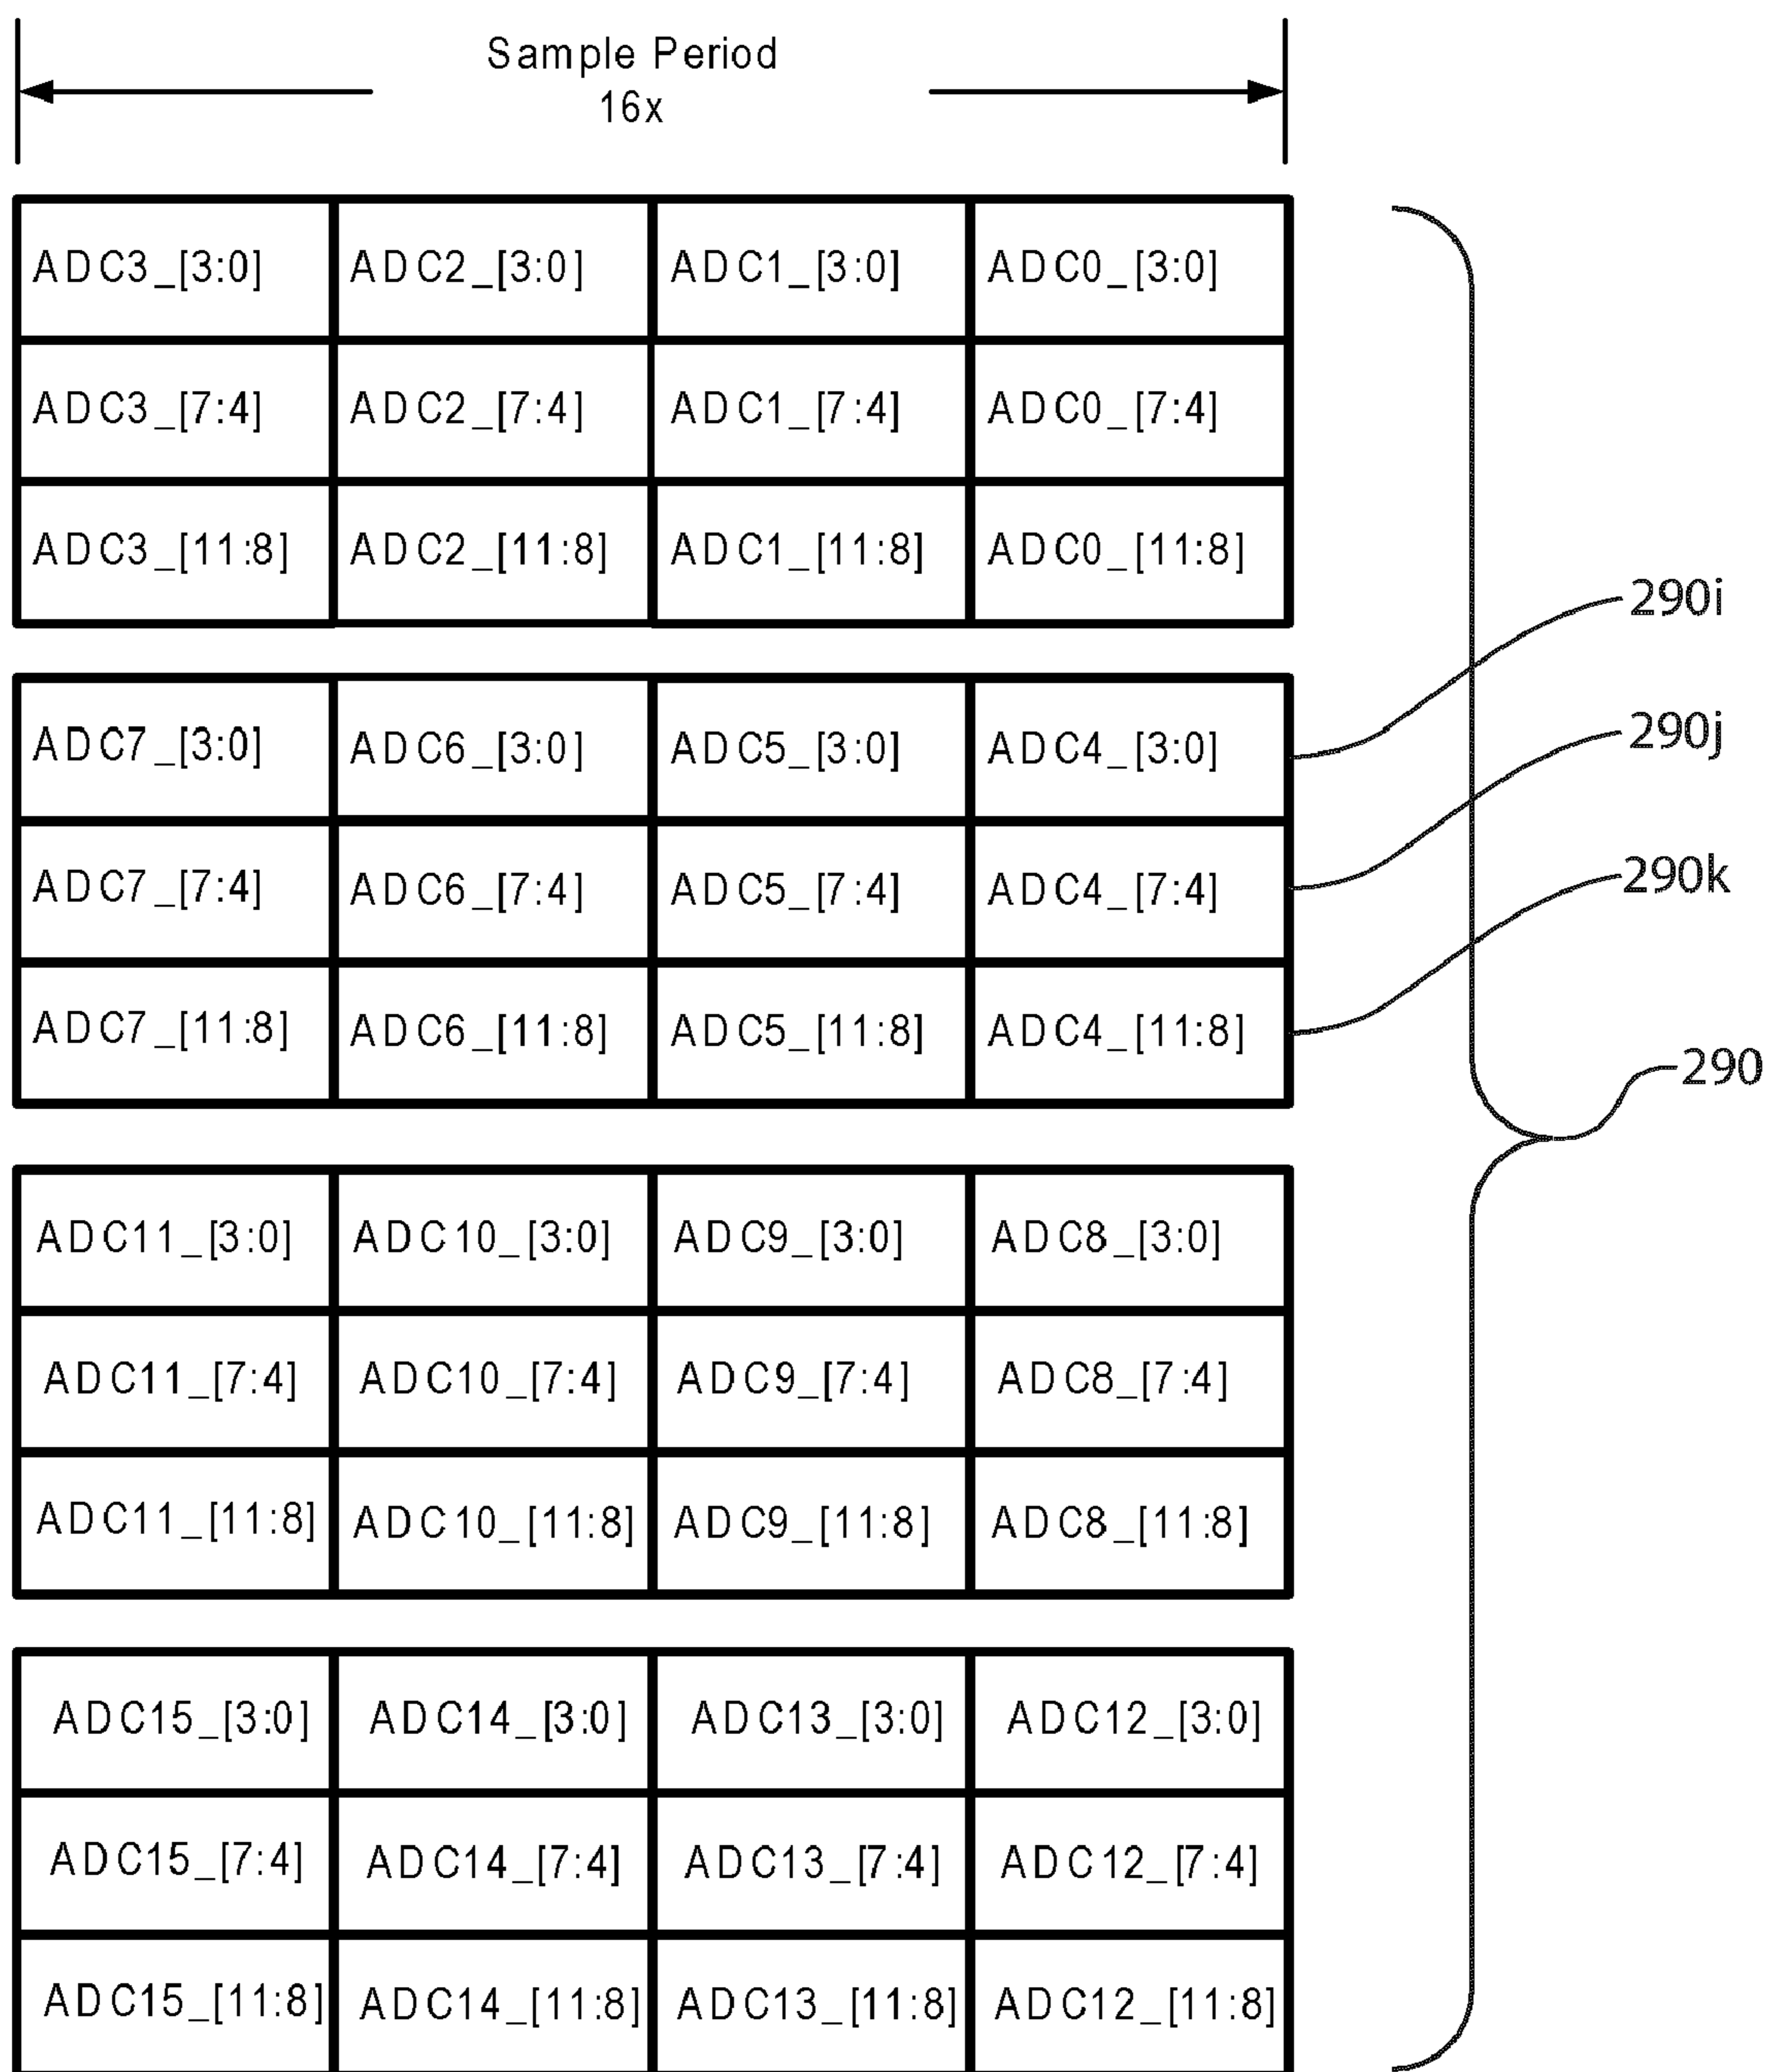 Sample Period
16x
ADC3_[3:0] ADC2_[3:0] ADC1_[3:0] ADC0_[3:0]
ADC3_[7:4] ADC2_[7:4] ADC1_[7:4] ADC0_[7:4]
ADC3_[11:8] ADC2_[11:8] ADC1_[11:8] ADC0_[11:8]
290i
ADC7_[3:0] ADC6_[3:0] ADC5_[3:0] ADC4_[3:0]
290j
ADC7_[7:4] ADC6_[7:4] ADC5_[7:4] ADC4_[7:4]
290k
ADC7_[11:8] ADC6_[11:8] ADC5_[11:8] ADC4_[11:8]
290
ADC11_[3:0] ADC10_[3:0] ADC9_[3:0] ADC8_[3:0]
ADC11_[7:4] ADC10_[7:4] ADC9_[7:4] ADC8_[7:4]
ADC11_[11:8] ADC10_[11:8] ADC9_[11:8] ADC8_[11:8]
ADC15_[3:0] ADC14_[3:0] ADC13_[3:0] ADC12_[3:0]
ADC15_[7:4] ADC14_[7:4] ADC13_[7:4] ADC12_[7:4]
ADC15_[11:8] ADC14_[11:8] ADC13_[11:8] ADC12_[11:8]